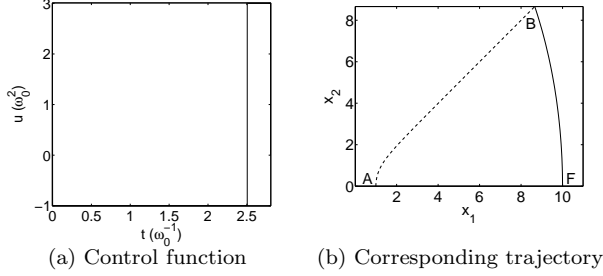 3
2
1
0
−1
u (ω₀²)
0
0.5
1
1.5
2
2.5
t (ω₀⁻¹)
(a) Control function
8
6
4
2
0
x₂
A
B
F
2
4
6
8
10
x₁
(b) Corresponding trajectory